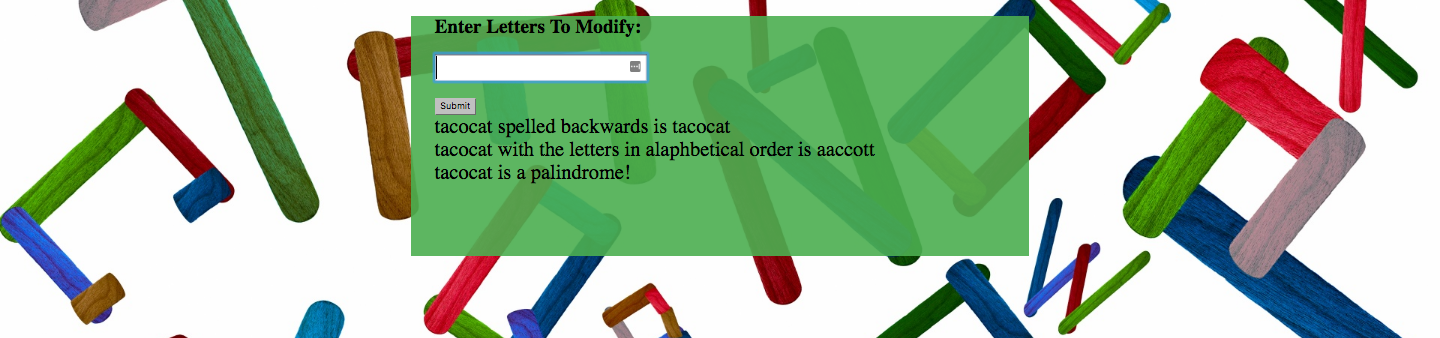 Enter Letters To Modify:
Submit
tacocat spelled backwards is tacocat
tacocat with the letters in alaphbetical order is aaccott
tacocat is a palindrome!